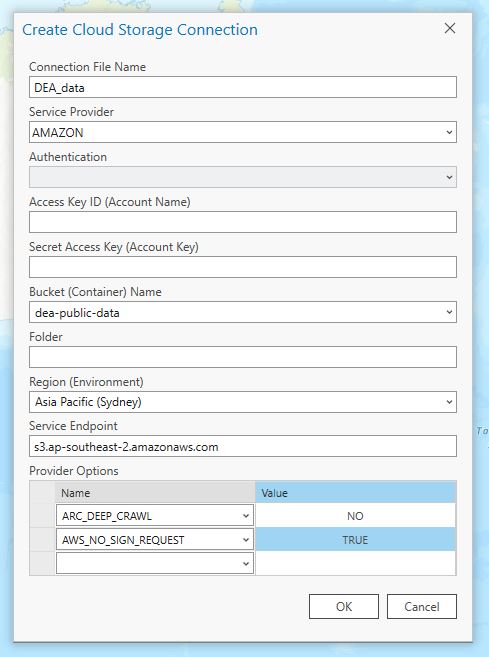 Create Cloud Storage Connection
Connection File Name
DEA_data
Service Provider
AMAZON
Authentication
Access Key ID (Account Name)
Secret Access Key (Account Key)
Bucket (Container) Name
dea-public-data
Folder
Region (Environment)
Asia Pacific (Sydney)
Service Endpoint
s3.ap-southeast-2.amazonaws.com
Provider Options
Name Value
ARC_DEEP_CRAWL NO
AWS_NO_SIGN_REQUEST TRUE
OK Cancel